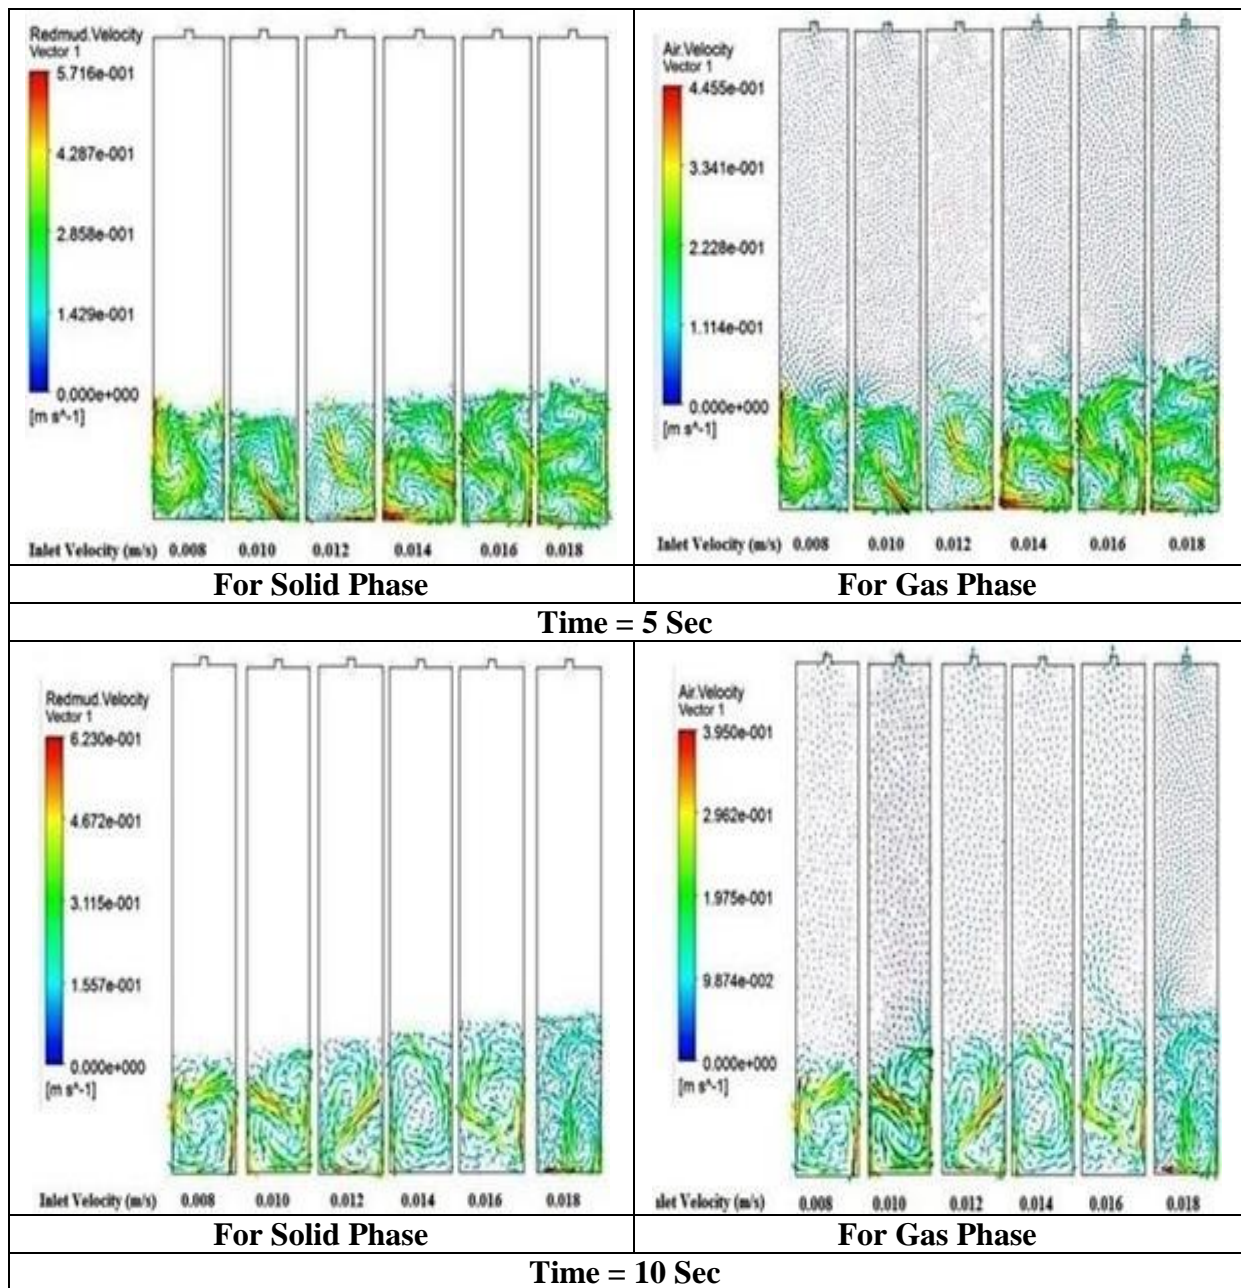 Redmud.Velocity
Vector 1
5.716e-001
4.287e-001
2.858e-001
1.429e-001
0.000e+000
[m s^-1]
Inlet Velocity (m/s) 0.008 0.010 0.012 0.014 0.016 0.018
Air.Velocity
Vector 1
4.455e-001
3.341e-001
2.228e-001
1.114e-001
0.000e+000
[m s^-1]
Inlet Velocity (m/s) 0.008 0.010 0.012 0.014 0.016 0.018
For Solid Phase
For Gas Phase
Time = 5 Sec
Redmud.Velocity
Vector 1
6.230e-001
4.672e-001
3.115e-001
1.557e-001
0.000e+000
[m s^-1]
Inlet Velocity (m/s) 0.008 0.010 0.012 0.014 0.016 0.018
Air.Velocity
Vector 1
3.950e-001
2.962e-001
1.975e-001
9.874e-002
0.000e+000
[m s^-1]
ılet Velocity (m/s) 0.008 0.010 0.012 0.014 0.016 0.018
For Solid Phase
For Gas Phase
Time = 10 Sec